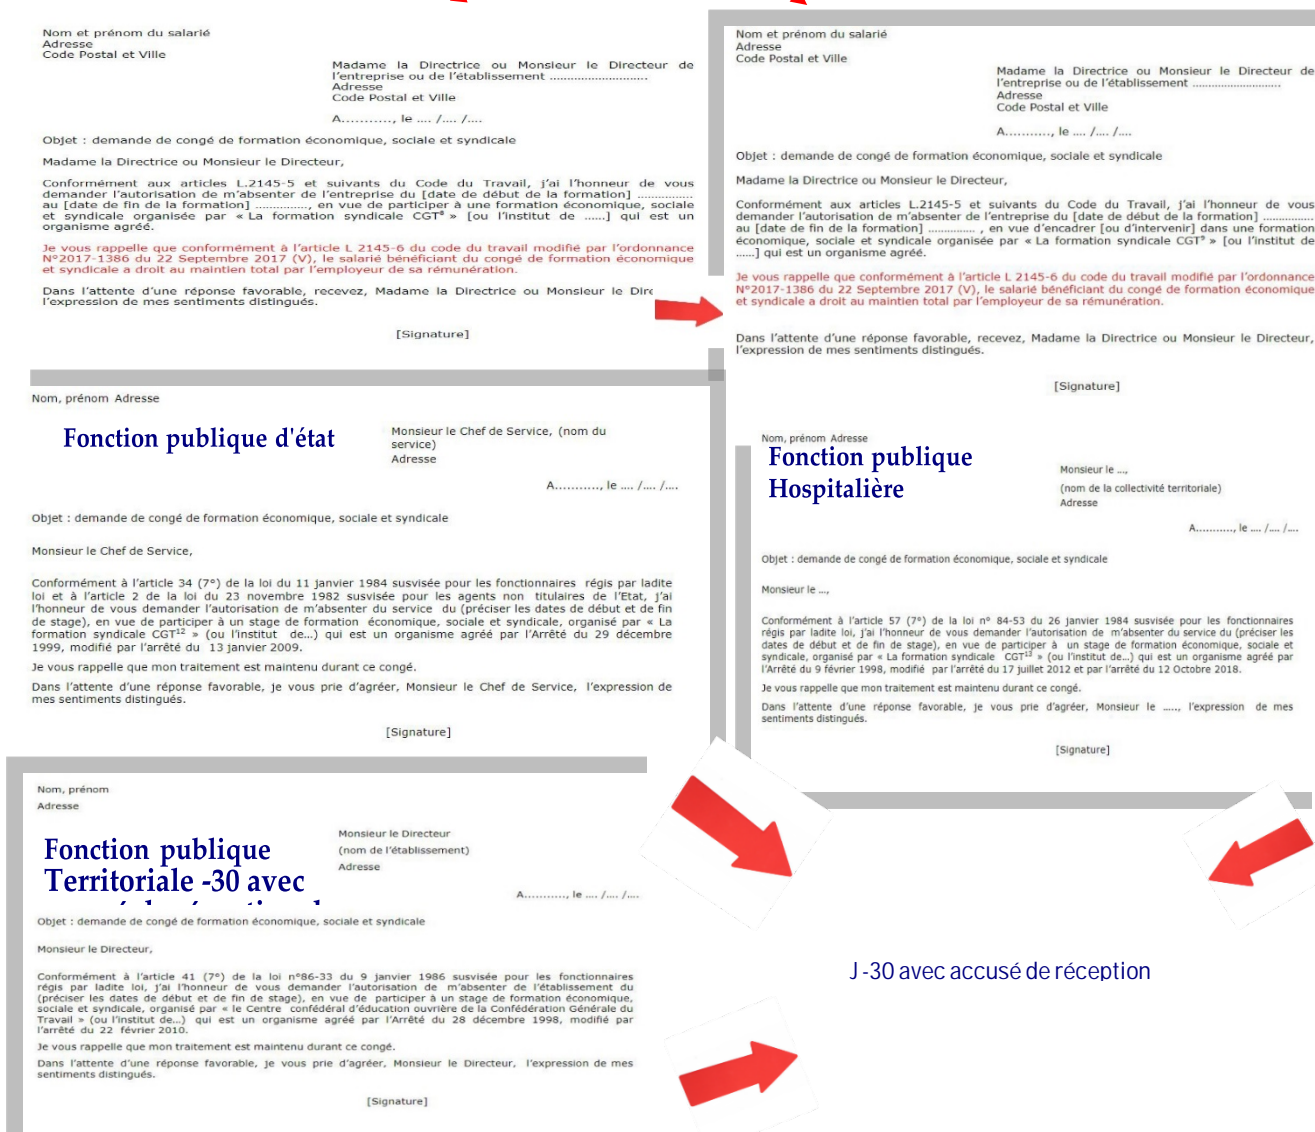 Nom et prénom du salarié
Adresse
Code Postal et Ville
Madame la Directrice ou Monsieur le Directeur de
l'entreprise ou de l'établissement ............................
Adresse
Code Postal et Ville
A.........., le .... /.... /....
Objet : demande de congé de formation économique, sociale et syndicale
Madame la Directrice ou Monsieur le Directeur,
Conformément aux articles L.2145-5 et suivants du Code du Travail, j'ai l'honneur de vous
demander l'autorisation de m'absenter de l'entreprise du [date de début de la formation] ................
au [date de fin de la formation] ..............., en vue de participer à une formation économique, sociale
et syndicale organisée par « La formation syndicale CGT⁸ » [ou l'institut de ......] qui est un
organisme agréé.
Je vous rappelle que conformément à l'article L 2145-6 du code du travail modifié par l'ordonnance
N°2017-1386 du 22 Septembre 2017 (V), le salarié bénéficiant du congé de formation économique
et syndicale a droit au maintien total par l'employeur de sa rémunération.
Dans l'attente d'une réponse favorable, recevez, Madame la Directrice ou Monsieur le Dire
l'expression de mes sentiments distingués.
[Signature]
Nom et prénom du salarié
Adresse
Code Postal et Ville
Madame la Directrice ou Monsieur le Directeur de
l'entreprise ou de l'établissement ............................
Adresse
Code Postal et Ville
A.........., le .... /.... /....
Objet : demande de congé de formation économique, sociale et syndicale
Madame la Directrice ou Monsieur le Directeur,
Conformément aux articles L.2145-5 et suivants du Code du Travail, j'ai l'honneur de vous
demander l'autorisation de m'absenter de l'entreprise du [date de début de la formation] ...............
au [date de fin de la formation] .............. , en vue d'encadrer [ou d'intervenir] dans une formation
économique, sociale et syndicale organisée par « La formation syndicale CGT⁹ » [ou l'institut de
......] qui est un organisme agréé.
Je vous rappelle que conformément à l'article L 2145-6 du code du travail modifié par l'ordonnance
N°2017-1386 du 22 Septembre 2017 (V), le salarié bénéficiant du congé de formation économique
et syndicale a droit au maintien total par l'employeur de sa rémunération.
Dans l'attente d'une réponse favorable, recevez, Madame la Directrice ou Monsieur le Directeur,
l'expression de mes sentiments distingués.
[Signature]
Nom, prénom Adresse
Fonction publique d'état
Monsieur le Chef de Service, (nom du
service)
Adresse
A..........., le .... /.... /....
Objet : demande de congé de formation économique, sociale et syndicale
Monsieur le Chef de Service,
Conformément à l'article 34 (7°) de la loi du 11 janvier 1984 susvisée pour les fonctionnaires régis par ladite
loi et à l'article 2 de la loi du 23 novembre 1982 susvisée pour les agents non titulaires de l'Etat, j'ai
l'honneur de vous demander l'autorisation de m'absenter du service du (préciser les dates de début et de fin
de stage), en vue de participer à un stage de formation économique, sociale et syndicale, organisé par « La
formation syndicale CGT¹² » (ou l'institut de...) qui est un organisme agréé par l'Arrêté du 29 décembre
1999, modifié par l'arrêté du 13 janvier 2009.
Je vous rappelle que mon traitement est maintenu durant ce congé.
Dans l'attente d'une réponse favorable, je vous prie d'agréer, Monsieur le Chef de Service, l'expression de
mes sentiments distingués.
[Signature]
Nom, prénom Adresse
Fonction publique
Hospitalière
Monsieur le ...,
(nom de la collectivité territoriale)
Adresse
A..........., le .... /.... /....
Objet : demande de congé de formation économique, sociale et syndicale
Monsieur le ...,
Conformément à l'article 57 (7°) de la loi n° 84-53 du 26 janvier 1984 susvisée pour les fonctionnaires
régis par ladite loi, j'ai l'honneur de vous demander l'autorisation de m'absenter du service du (préciser les
dates de début et de fin de stage), en vue de participer à un stage de formation économique, sociale et
syndicale, organisé par « La formation syndicale CGT¹³ » (ou l'institut de...) qui est un organisme agréé par
l'Arrêté du 9 février 1998, modifié par l'arrêté du 17 juillet 2012 et par l'arrêté du 12 Octobre 2018.
Je vous rappelle que mon traitement est maintenu durant ce congé.
Dans l'attente d'une réponse favorable, je vous prie d'agréer, Monsieur le ....., l'expression de mes
sentiments distingués.
[Signature]
Nom, prénom
Adresse
Fonction publique
Territoriale -30 avec
Monsieur le Directeur
(nom de l'établissement)
Adresse
A..........., le .... /.... /....
Objet : demande de congé de formation économique, sociale et syndicale
Monsieur le Directeur,
Conformément à l'article 41 (7°) de la loi n°86-33 du 9 janvier 1986 susvisée pour les fonctionnaires
régis par ladite loi, j'ai l'honneur de vous demander l'autorisation de m'absenter de l'établissement du
(préciser les dates de début et de fin de stage), en vue de participer à un stage de formation économique,
sociale et syndicale, organisé par « le Centre confédéral d'éducation ouvrière de la Confédération Générale du
Travail » (ou l'institut de...) qui est un organisme agréé par l'Arrêté du 28 décembre 1998, modifié par
l'arrêté du 22 février 2010.
Je vous rappelle que mon traitement est maintenu durant ce congé.
Dans l'attente d'une réponse favorable, je vous prie d'agréer, Monsieur le Directeur, l'expression de mes
sentiments distingués.
[Signature]
J -30 avec accusé de réception